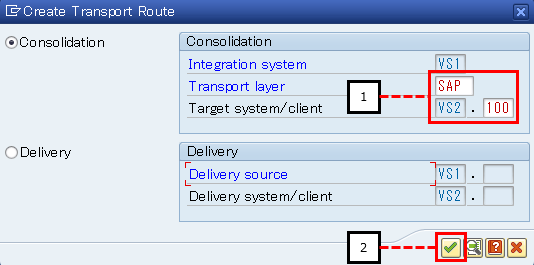 Create Transport Route
Consolidation
Consolidation
Integration system VS1
Transport layer SAP
1
Target system/client VS2 . 100
Delivery
Delivery
Delivery source VS1 .
Delivery system/client VS2 .
2